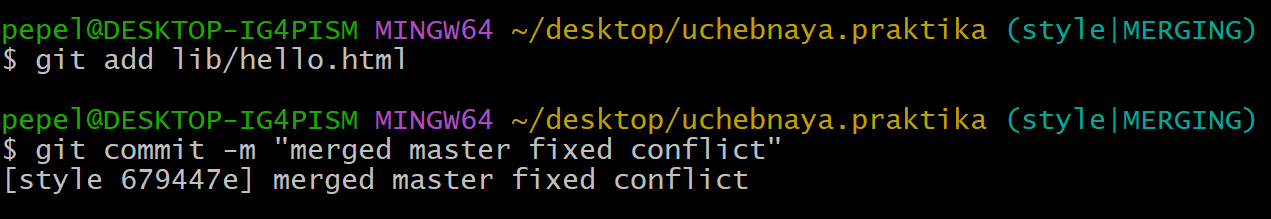 pepel@DESKTOP-IG4PISM MINGW64 ~/desktop/uchebnaya.praktika (style|MERGING)
$ git add lib/hello.html
pepel@DESKTOP-IG4PISM MINGW64 ~/desktop/uchebnaya.praktika (style|MERGING)
$ git commit -m "merged master fixed conflict"
[style 679447e] merged master fixed conflict